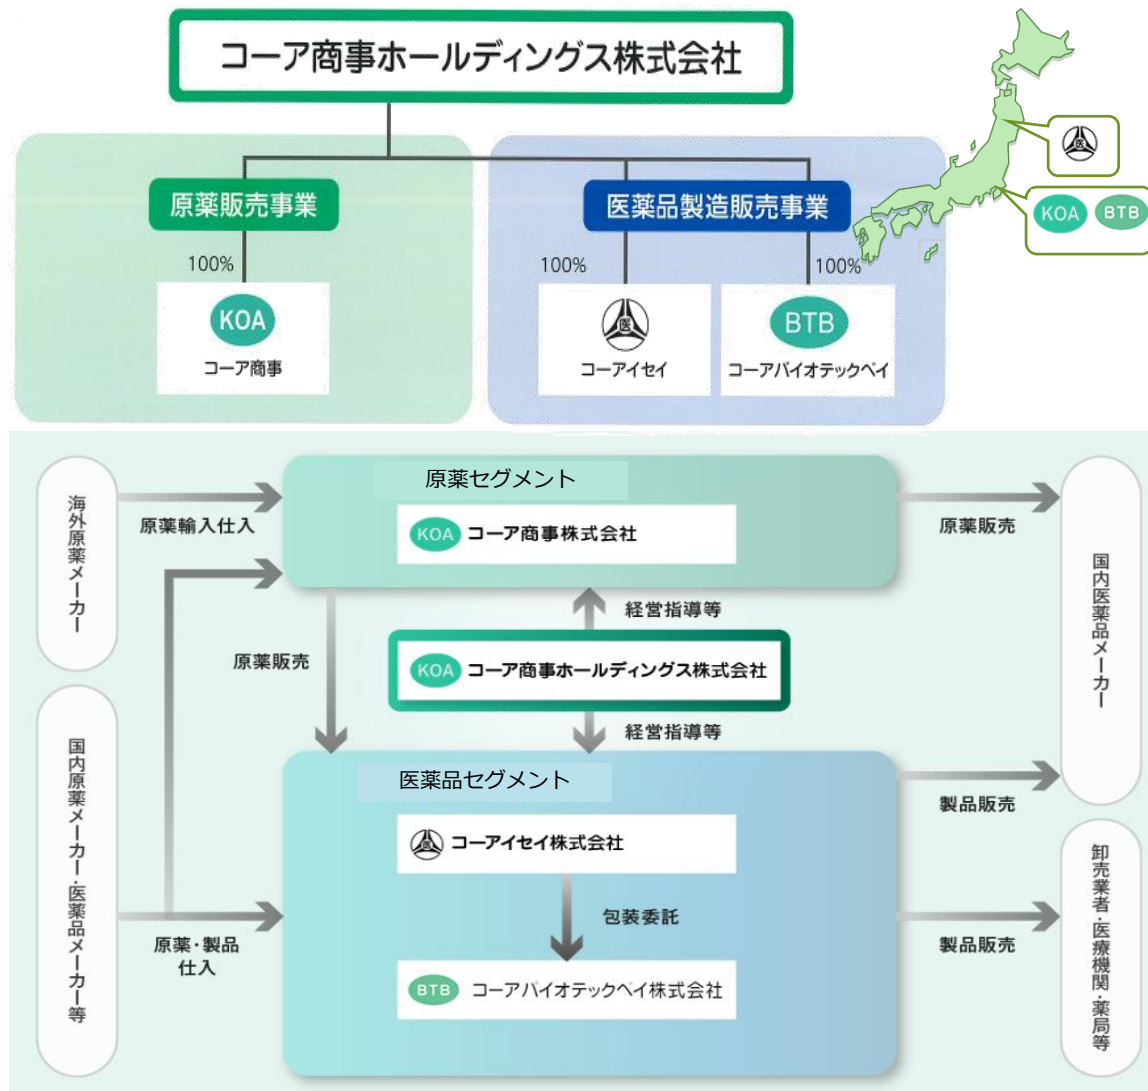 コーア商事ホールディングス株式会社
原薬販売事業
医薬品製造販売事業
医
KOA
BTB
100%
100%
100%
KOA
コーア商事
医
コーアイセイ
BTB
コーアバイオテックベイ
海外原薬メーカー
原薬輸入仕入
原薬セグメント
KOA コーア商事株式会社
原薬販売
国内医薬品メーカー
経営指導等
原薬販売
KOA コーア商事ホールディングス株式会社
経営指導等
国内原薬メーカー・医薬品メーカー等
原薬・製品
仕入
医薬品セグメント
医 コーアイセイ株式会社
包装委託
BTB コーアバイオテックベイ株式会社
製品販売
製品販売
卸売業者・医療機関・薬局等